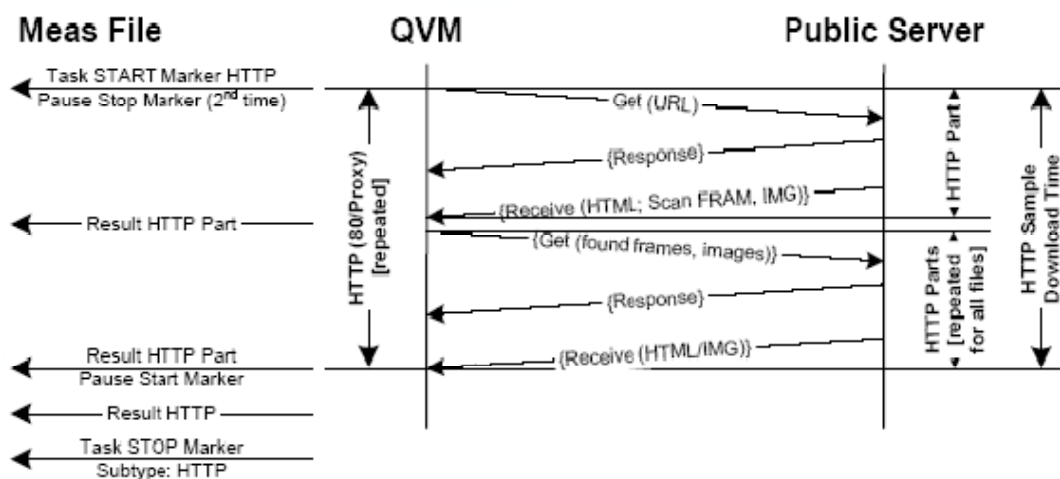 Meas File
QVM
Public Server
Task START Marker HTTP
Pause Stop Marker (2nd time)
Get (URL)
{Response}
{Receive (HTML; Scan FRAM, IMG)}
Result HTTP Part
{Get (found frames, images)}
{Response}
{Receive (HTML/IMG)}
Result HTTP Part
Pause Start Marker
Result HTTP
Task STOP Marker
Subtype: HTTP
HTTP (80/Proxy)
[repeated]
HTTP Part
HTTP Parts
[repeated
for all files]
HTTP Sample
Download Time